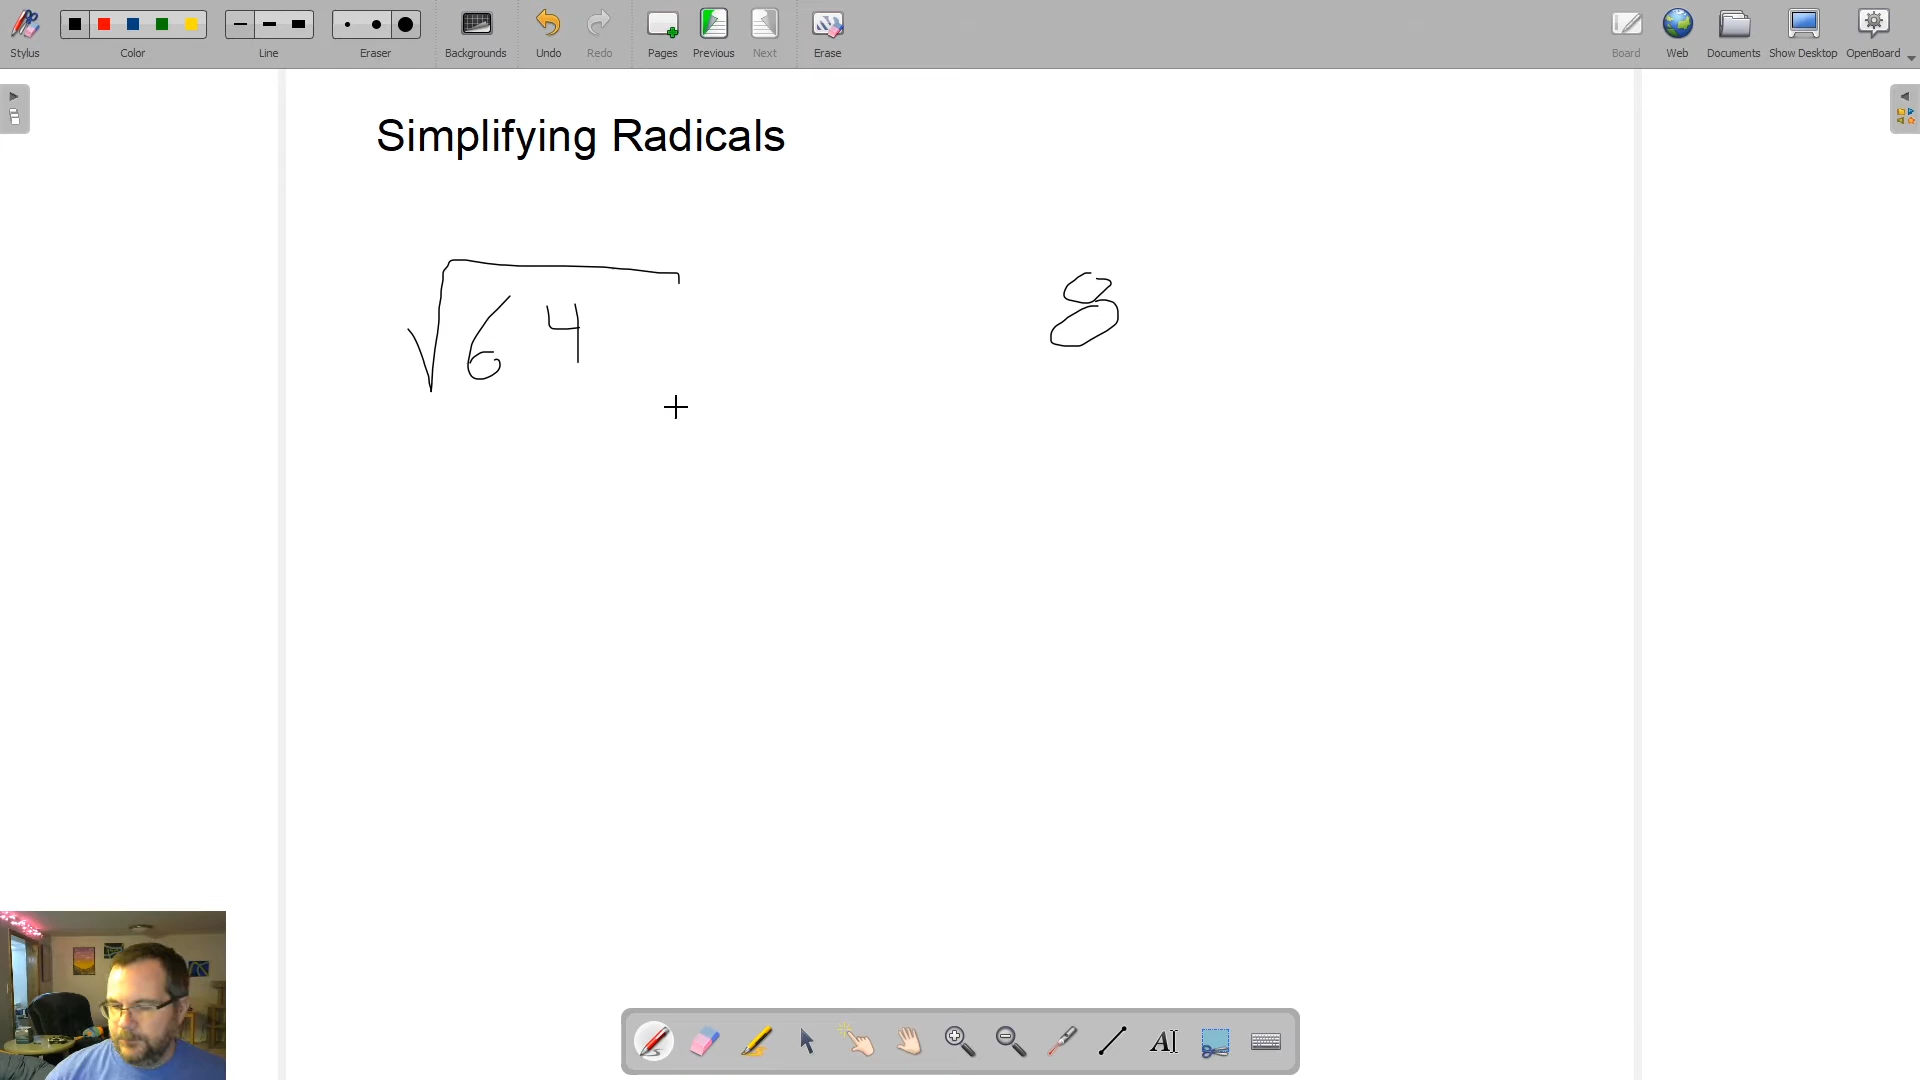 Stylus Color Line Eraser Backgrounds Undo Redo Pages Previous Next Erase Board Web Documents Show Desktop OpenBoard
Simplifying Radicals
√64 8